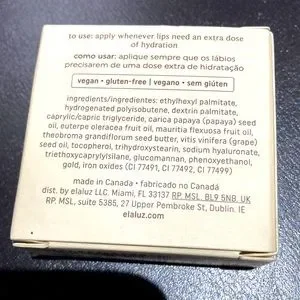 to use: apply whenever lips need an extra dose
of hydration
como usar: aplique sempre que os lábios
precisarem de uma dose extra de hidratação
vegan • gluten-free | vegano • sem glúten
ingredients/ingredientes: ethylhexyl palmitate,
hydrogenated polyisobutene, dextrin palmitate,
caprylic/capric triglyceride, carica papaya (papaya) seed
oil, euterpe oleracea fruit oil, mauritia flexuosa fruit oil,
theobroma grandiflorum seed butter, vitis vinifera (grape)
seed oil, tocopherol, trihydroxystearin, sodium hyaluronate,
triethoxycaprylylsilane, glucomannan, phenoxyethanol,
gold, iron oxides (CI 77491, CI 77492, CI 77499)
made in Canada • fabricado no Canadá
dist by elaluz LLC. Miami, FL 33137 RP. MSL, BL9 5NB. UK
RP, MSL, suite 5385, 27 Upper Pembroke St, Dublin. IE
elaluz.com